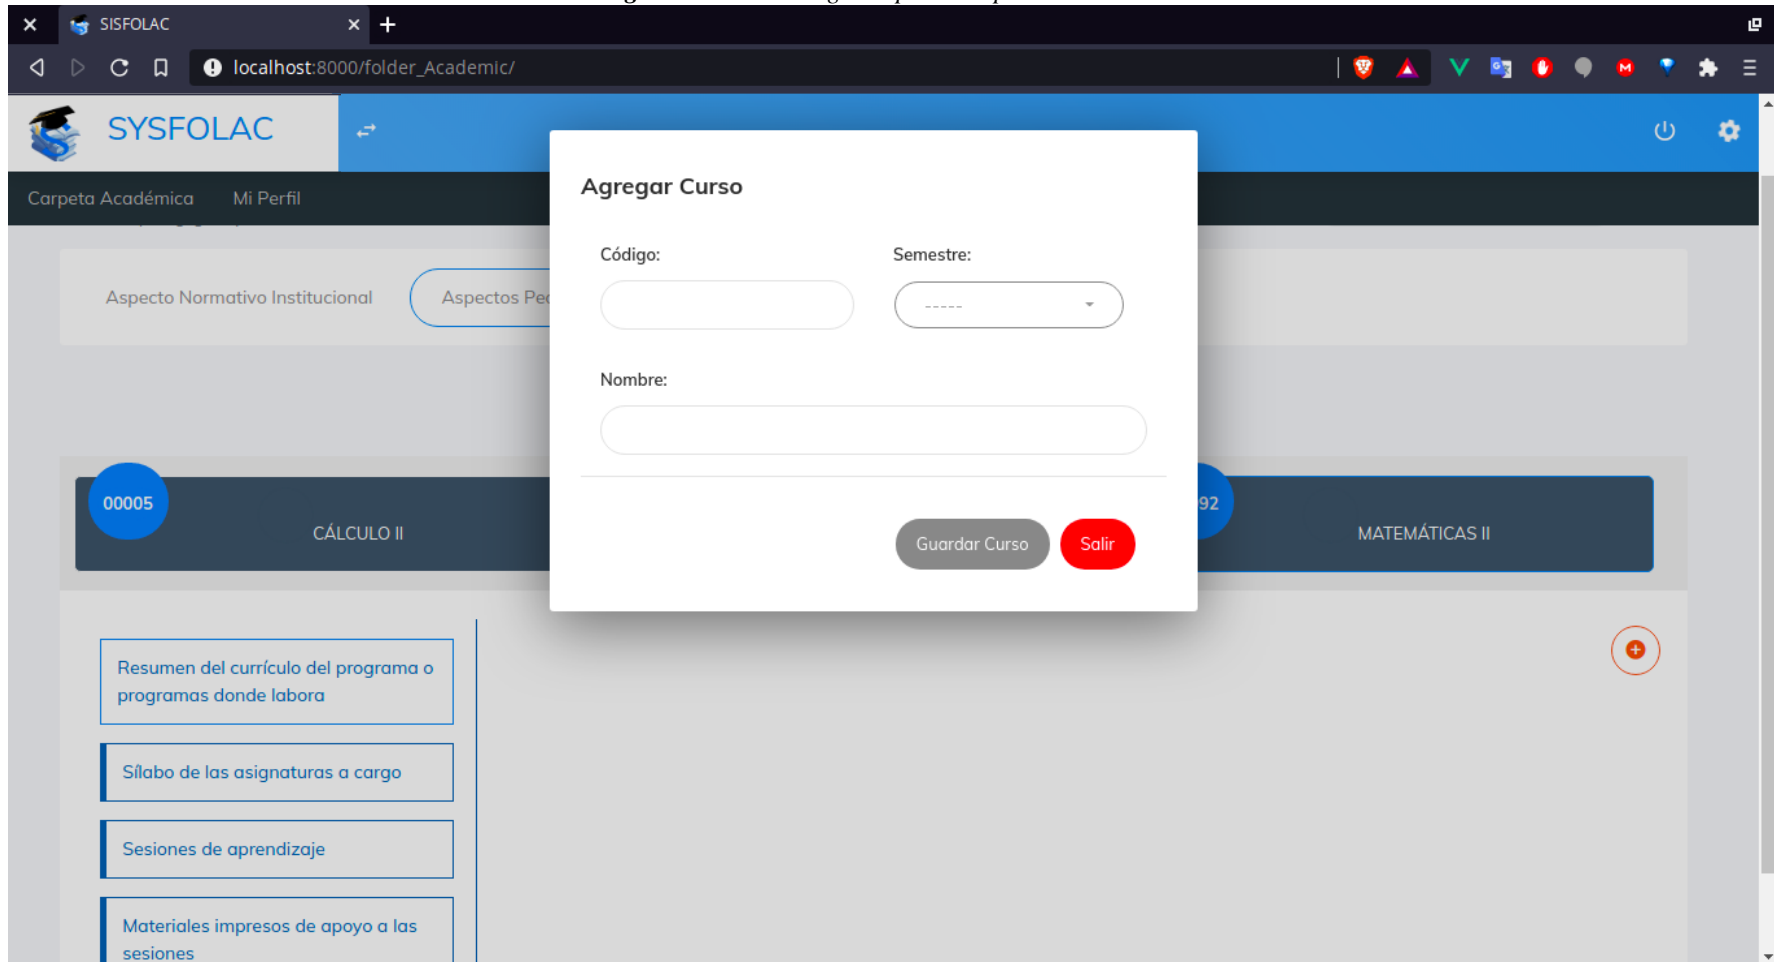 SISFOLAC
localhost:8000/folder_Academic/
SYSFOLAC
Carpeta Académica Mi Perfil
Agregar Curso
Código: Semestre:
-----
Nombre:
Guardar Curso Salir
Aspecto Normativo Institucional Aspectos
00005
CÁLCULO II
92
MATEMÁTICAS II
Resumen del currículo del programa o
programas donde labora
Sílabo de las asignaturas a cargo
Sesiones de aprendizaje
Materiales impresos de apoyo a las
sesiones